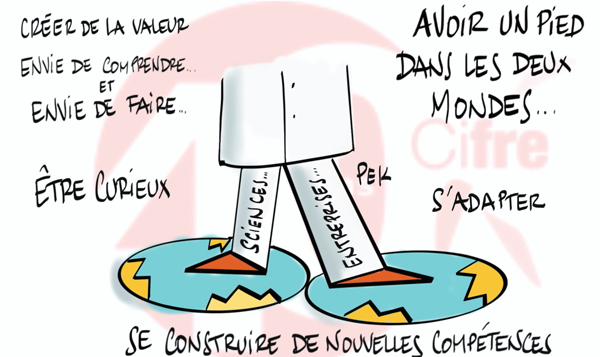 CRÉER DE LA VALEUR
ENVIE DE COMPRENDRE...
ET
ENVIE DE FAIRE...
ÊTRE CURIEUX
AVOIR UN PIED
DANS LES DEUX
MONDES...
Cifre
SCIENCES...
ENTREPRISES...
PEK
S'ADAPTER
SE CONSTRUIRE DE NOUVELLES COMPÉTENCES